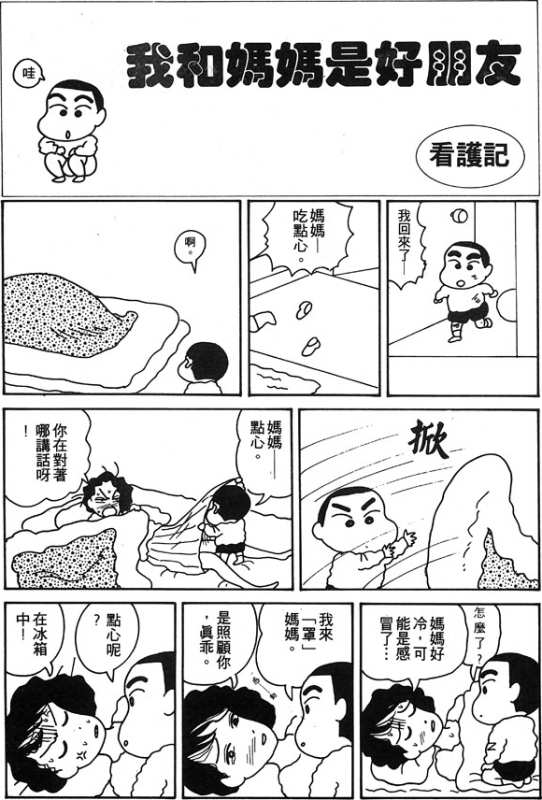 我和媽媽是好朋友
哇
看護記
我回來了—
媽媽—
吃點心。
啊。
掀
媽媽—
點心。
你在對著
哪講話呀
！
怎麼了？
媽媽好
冷，可
能是感
冒了…
我來
「罩」
媽媽。
是照顧你
，真乖。
點心呢
？
在冰箱
中！